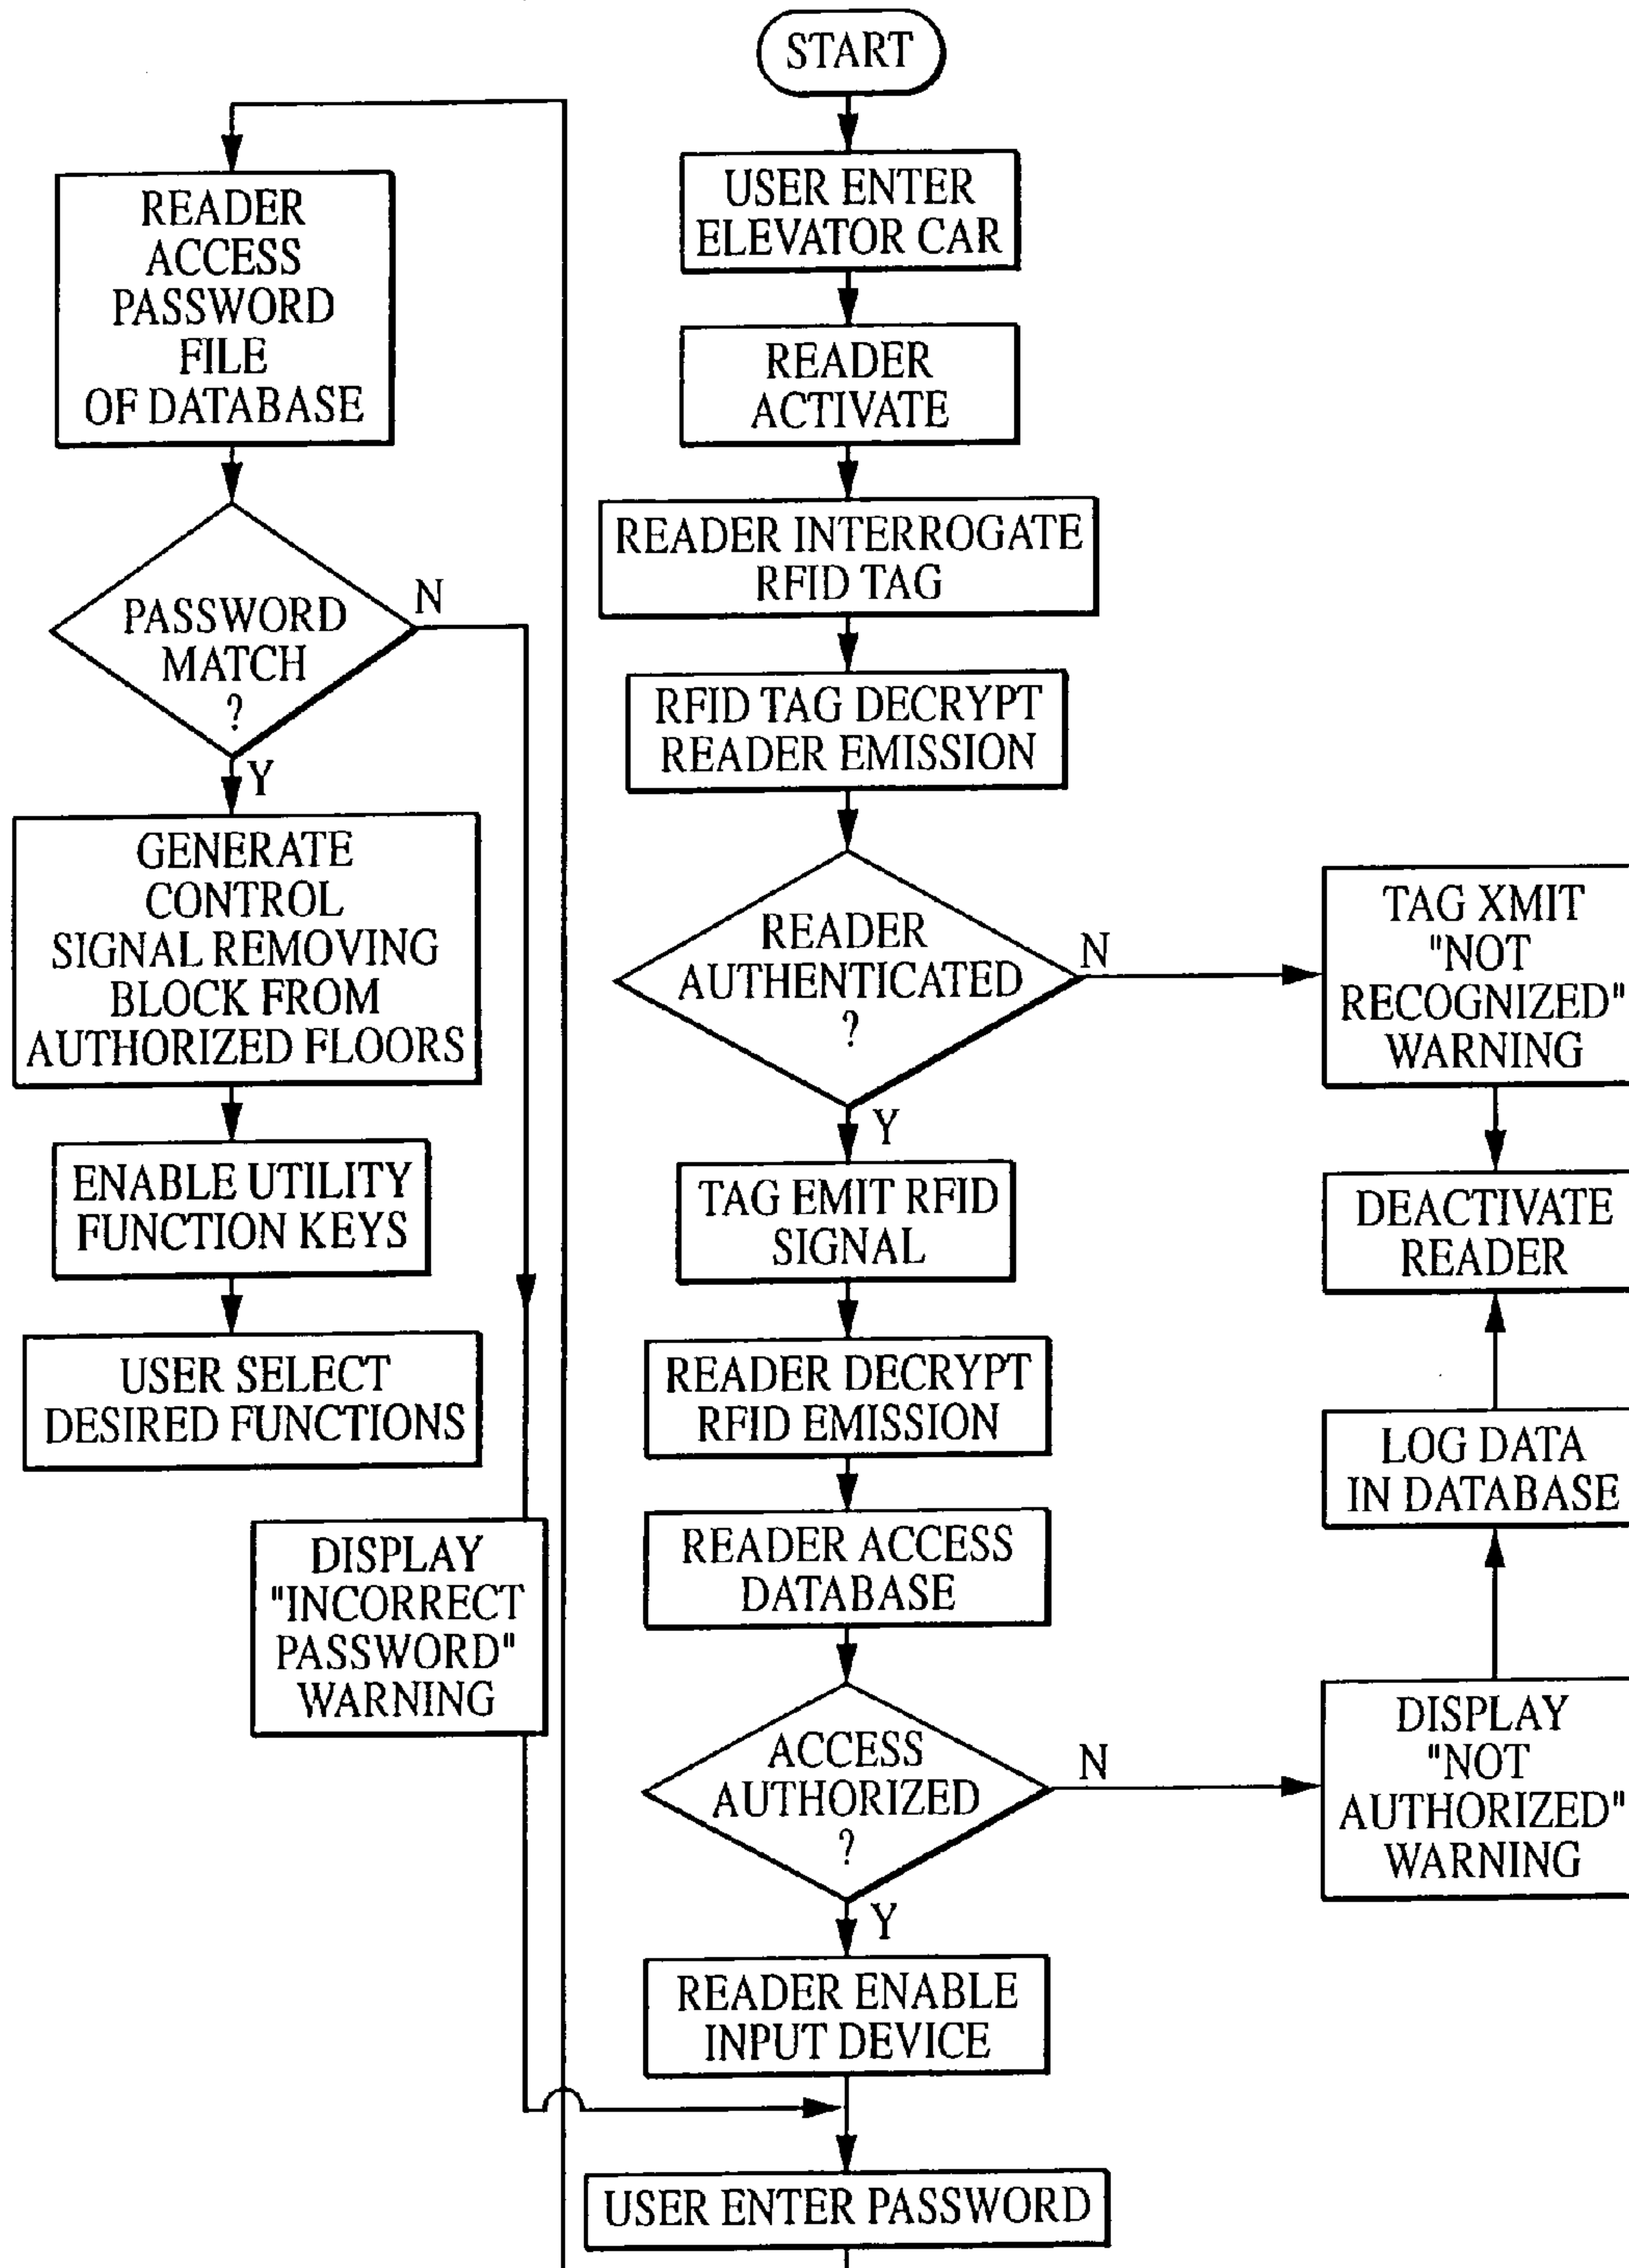 START
USER ENTER
ELEVATOR CAR
READER
ACTIVATE
READER INTERROGATE
RFID TAG
RFID TAG DECRYPT
READER EMISSION
READER
AUTHENTICATED
?
N
Y
TAG XMIT
"NOT
RECOGNIZED"
WARNING
DEACTIVATE
READER
TAG EMIT RFID
SIGNAL
READER DECRYPT
RFID EMISSION
READER ACCESS
DATABASE
ACCESS
AUTHORIZED
?
N
Y
DISPLAY
"NOT
AUTHORIZED"
WARNING
LOG DATA
IN DATABASE
READER ENABLE
INPUT DEVICE
USER ENTER PASSWORD
READER
ACCESS
PASSWORD
FILE
OF DATABASE
PASSWORD
MATCH
?
N
Y
GENERATE
CONTROL
SIGNAL REMOVING
BLOCK FROM
AUTHORIZED FLOORS
ENABLE UTILITY
FUNCTION KEYS
USER SELECT
DESIRED FUNCTIONS
DISPLAY
"INCORRECT
PASSWORD"
WARNING